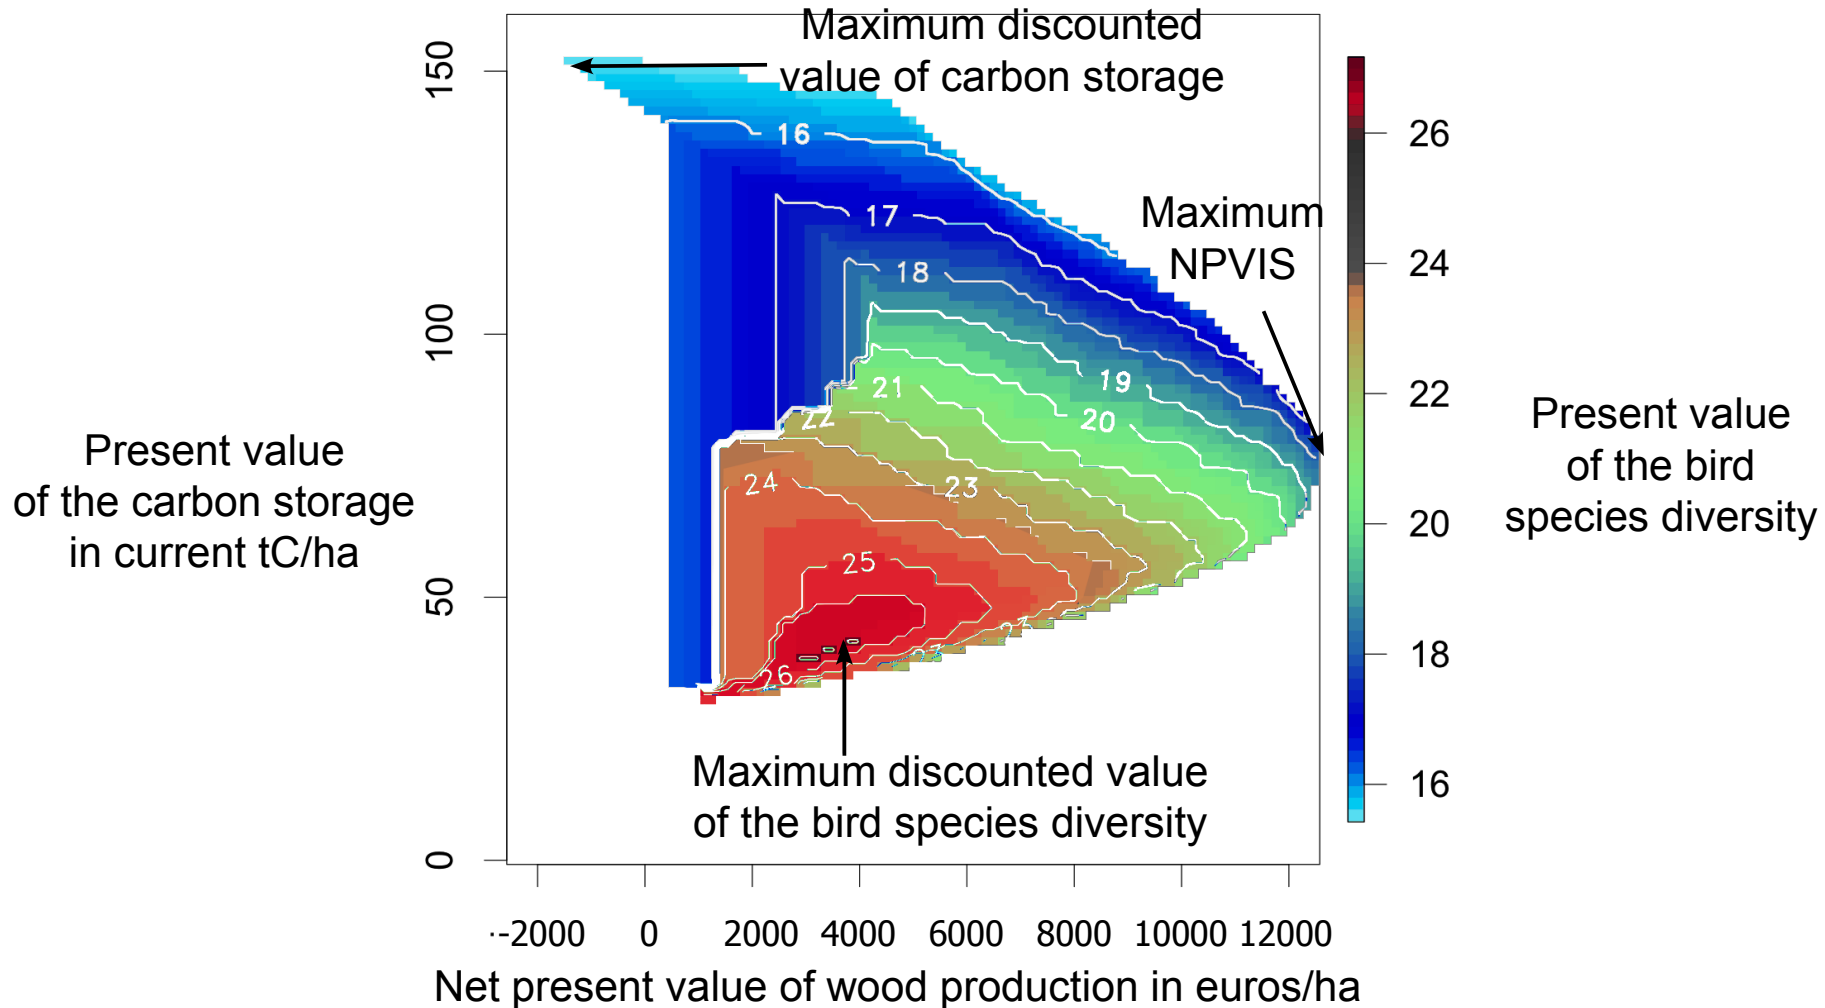 Maximum discounted
value of carbon storage
150
100
50
0
Present value
of the carbon storage
in current tC/ha
16
17
18
19
20
21
22
23
24
25
26
23
23
Maximum
NPVIS
Maximum discounted value
of the bird species diversity
26
24
22
20
18
16
Present value
of the bird
species diversity
-2000 0 2000 4000 6000 8000 10000 12000
Net present value of wood production in euros/ha